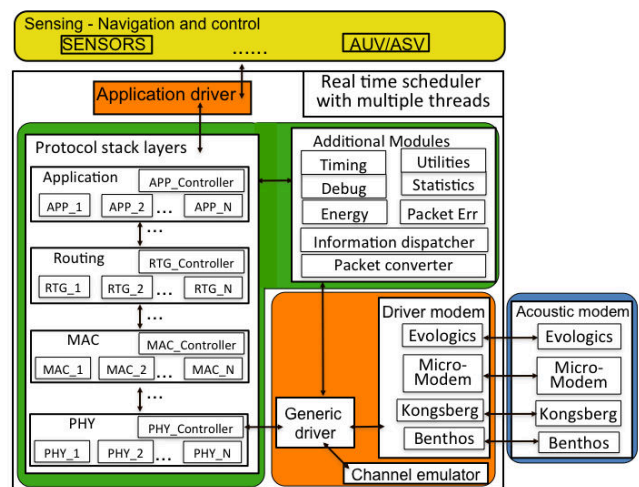 Sensing - Navigation and control
SENSORS
......
AUV/ASV
Application driver
Real time scheduler
with multiple threads
Protocol stack layers
Application
APP_Controller
APP_1
APP_2
...
APP_N
...
Routing
RTG_Controller
RTG_1
RTG_2
...
RTG_N
...
MAC
MAC_Controller
MAC_1
MAC_2
...
MAC_N
...
PHY
PHY_Controller
PHY_1
PHY_2
...
PHY_N
Additional Modules
Timing
Utilities
Debug
Statistics
Energy
Packet Err
Information dispatcher
Packet converter
Generic
driver
Driver modem
Evologics
Micro-
Modem
Kongsberg
Benthos
Channel emulator
Acoustic modem
Evologics
Micro-
Modem
Kongsberg
Benthos